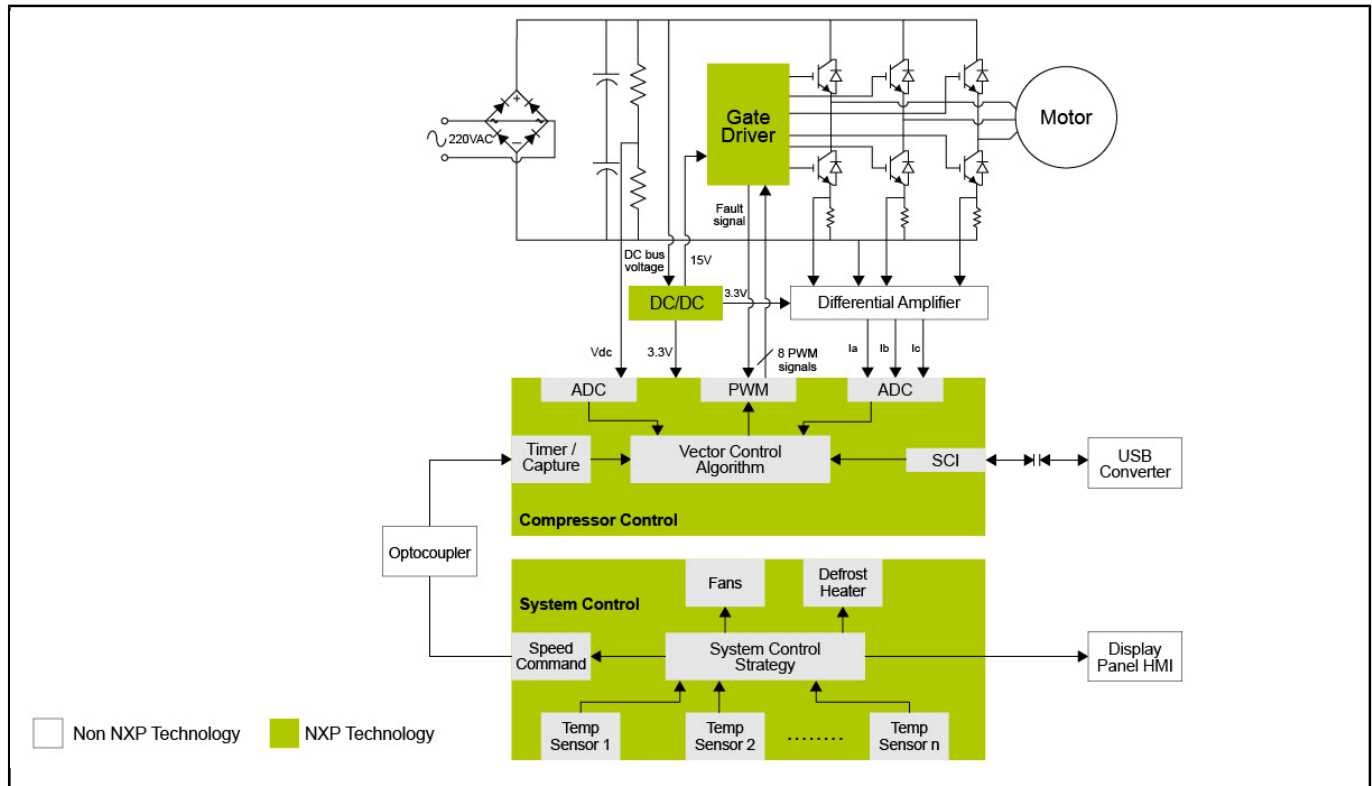 220VAC
Gate
Driver
Motor
Fault
signal
DC bus
voltage
15V
DC/DC
3.3V
Differential Amplifier
Vdc
3.3V
8 PWM
signals
Ia
Ib
Ic
ADC
PWM
ADC
Timer /
Capture
Vector Control
Algorithm
SCI
USB
Converter
Compressor Control
Optocoupler
Fans
Defrost
Heater
System Control
Speed
Command
System Control
Strategy
Display
Panel HMI
Temp
Sensor 1
Temp
Sensor 2
........
Temp
Sensor n
Non NXP Technology
NXP Technology